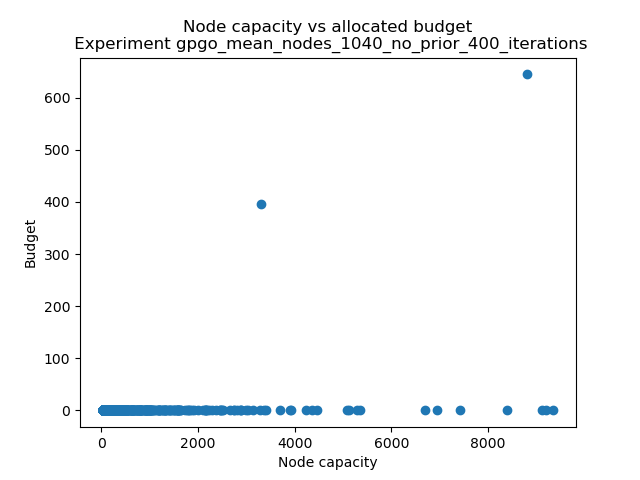 Node capacity vs allocated budget
Experiment gpgo_mean_nodes_1040_no_prior_400_iterations
600
500
400
300
200
100
0
Budget
0 2000 4000 6000 8000
Node capacity